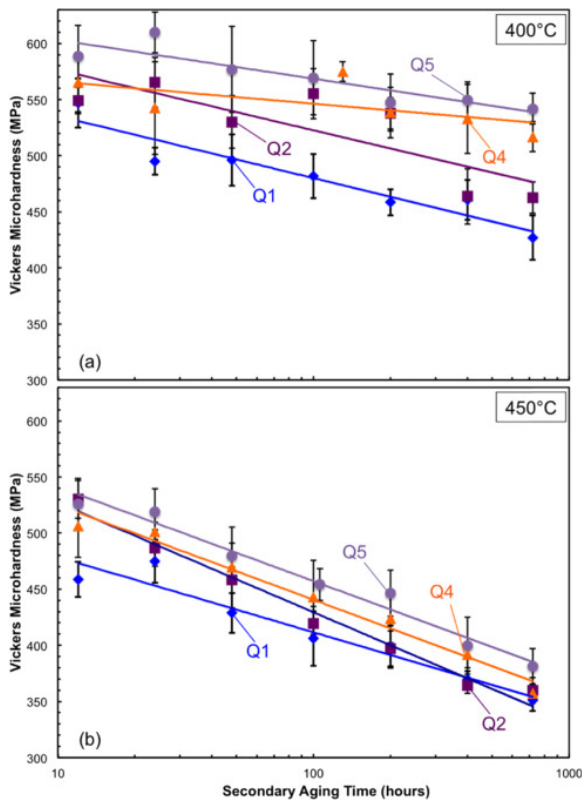 400°C
600
550
500
450
400
350
300
Vickers Microhardness (MPa)
Q5
Q4
Q2
Q1
(a)
450°C
600
550
500
450
400
350
300
Vickers Microhardness (MPa)
Q5
Q4
Q1
Q2
(b)
10
100
1000
Secondary Aging Time (hours)